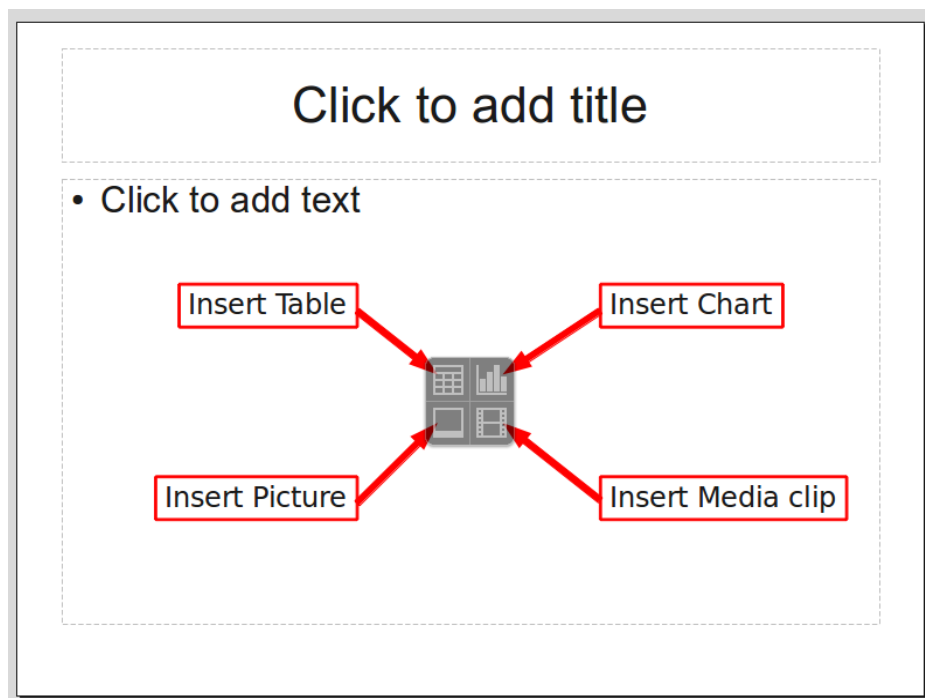 Click to add title
• Click to add text
Insert Table
Insert Chart
Insert Picture
Insert Media clip